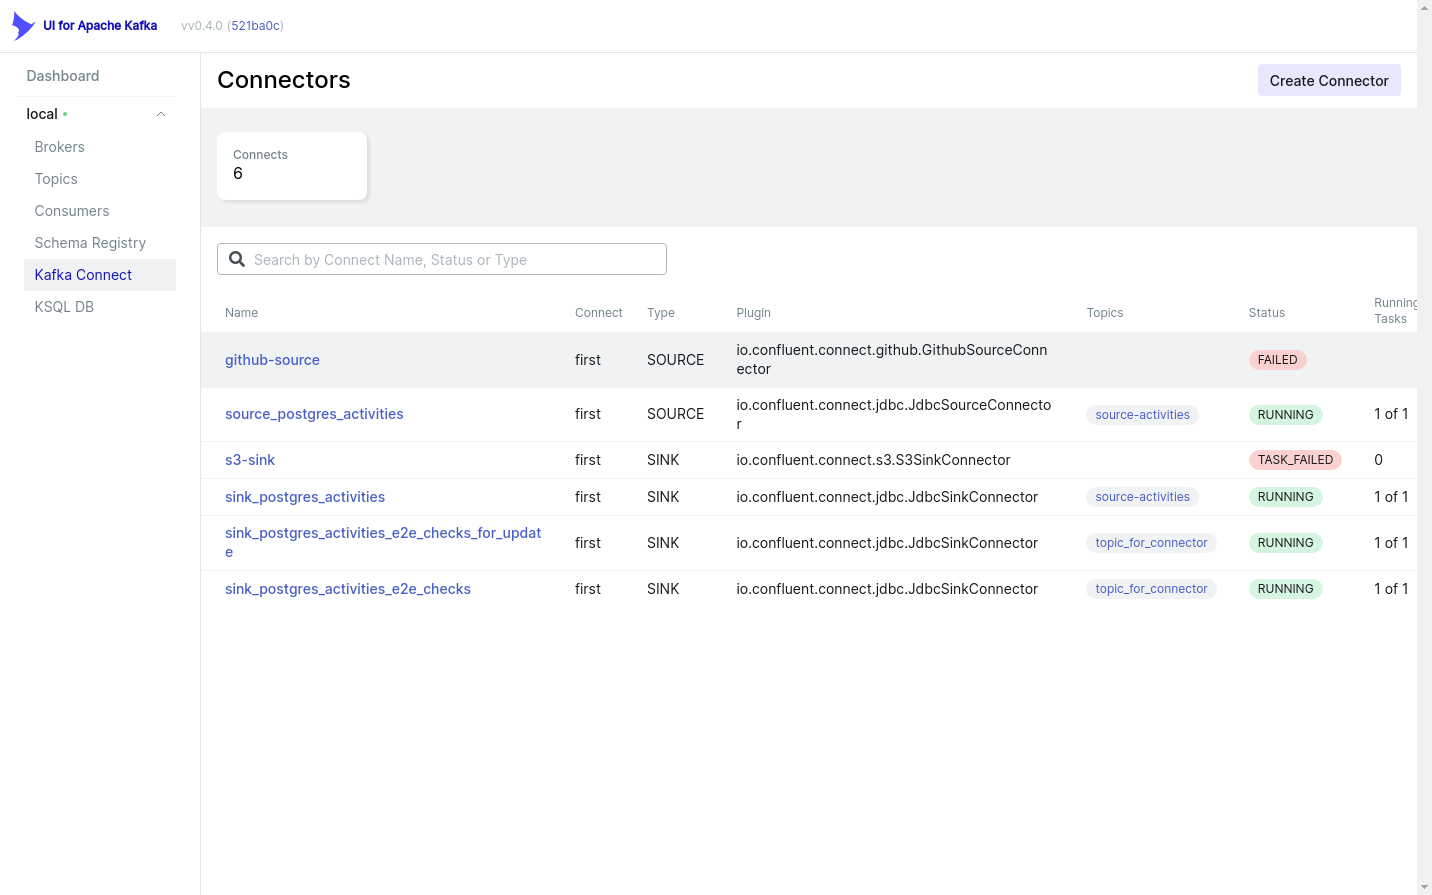 UI for Apache Kafka
vv0.4.0 (521ba0c)
Dashboard
local
Brokers
Topics
Consumers
Schema Registry
Kafka Connect
KSQL DB
Connectors
Create Connector
Connects
6
Search by Connect Name, Status or Type
Name Connect Type Plugin Topics Status Running Tasks
github-source first SOURCE io.confluent.connect.github.GithubSourceConn
ector FAILED
source_postgres_activities first SOURCE io.confluent.connect.jdbc.JdbcSourceConnecto
r source-activities RUNNING 1 of 1
s3-sink first SINK io.confluent.connect.s3.S3SinkConnector TASK_FAILED 0
sink_postgres_activities first SINK io.confluent.connect.jdbc.JdbcSinkConnector source-activities RUNNING 1 of 1
sink_postgres_activities_e2e_checks_for_updat
e first SINK io.confluent.connect.jdbc.JdbcSinkConnector topic_for_connector RUNNING 1 of 1
sink_postgres_activities_e2e_checks first SINK io.confluent.connect.jdbc.JdbcSinkConnector topic_for_connector RUNNING 1 of 1